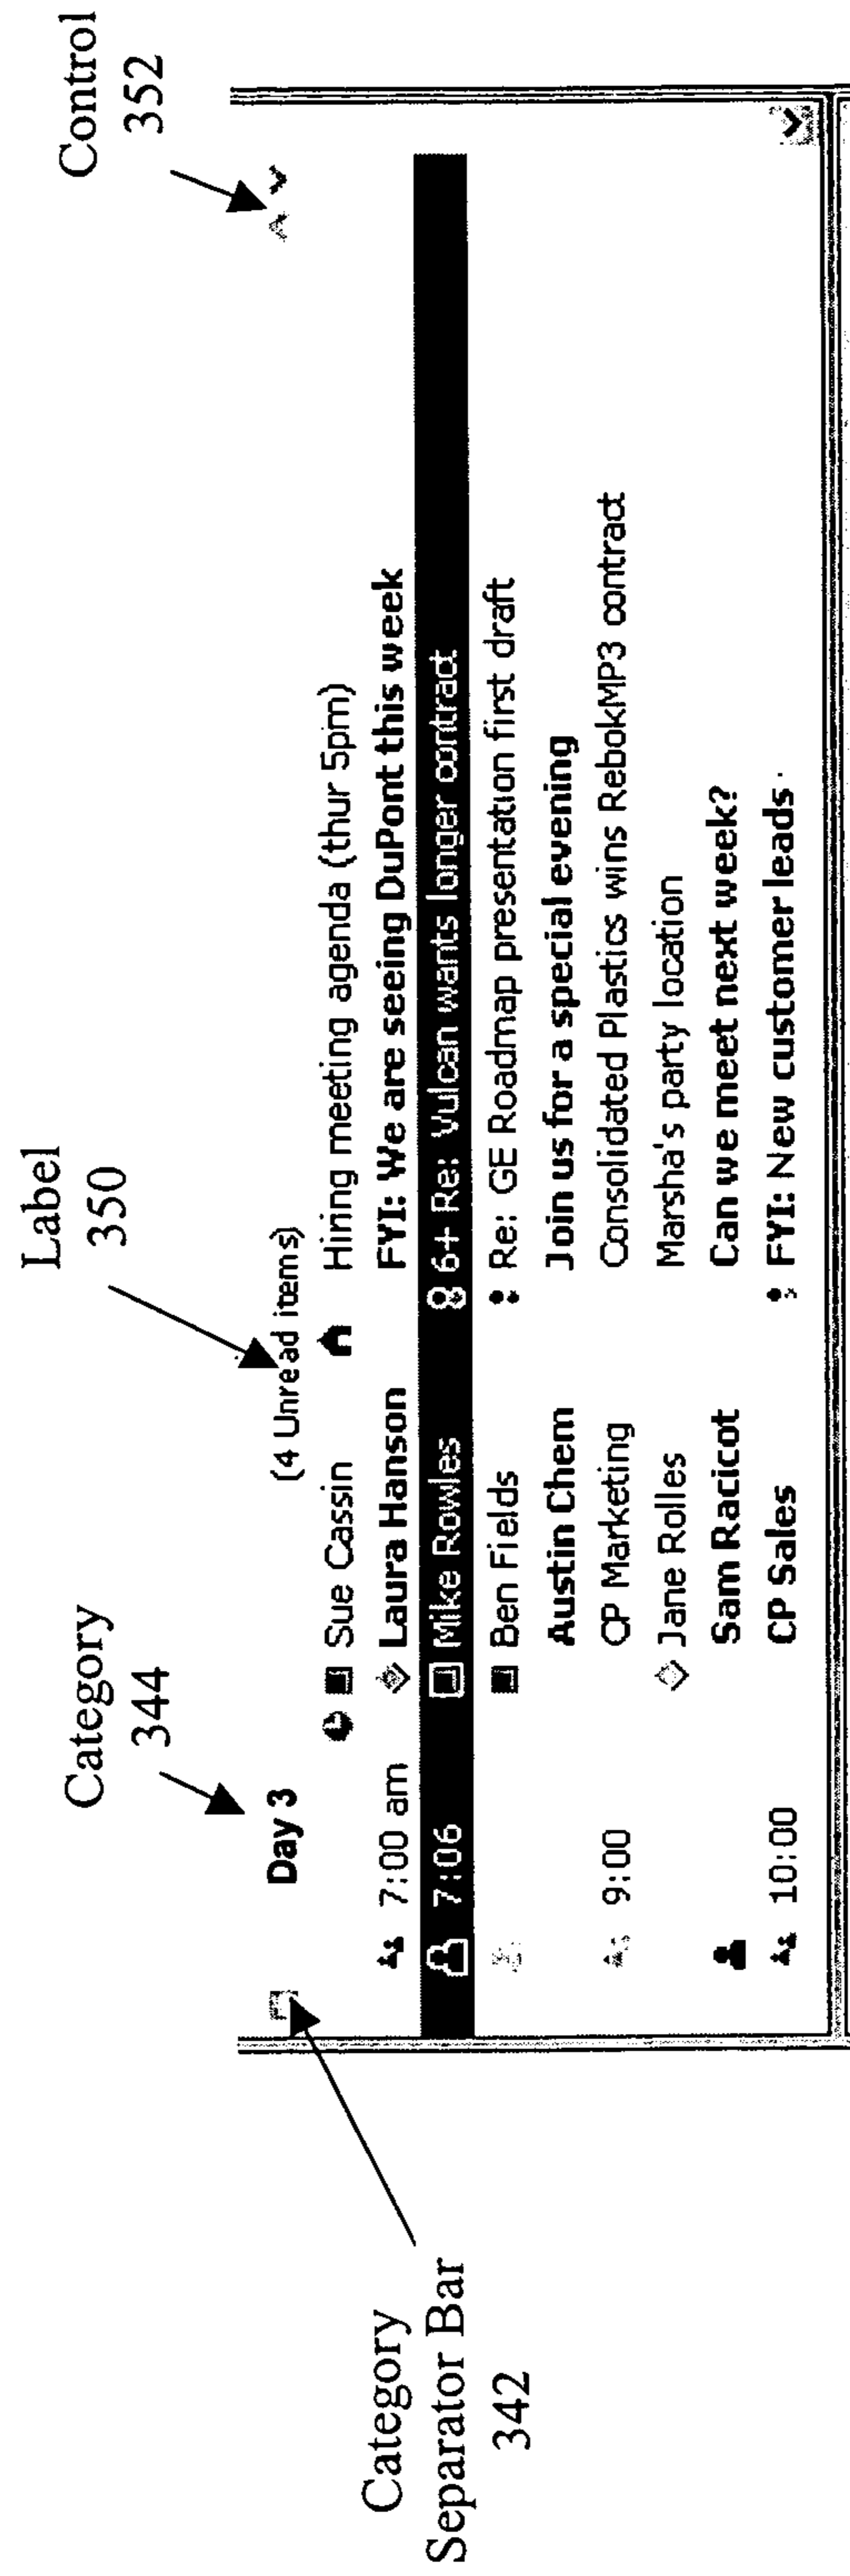 Category
344
Label
350
Control
352
Category
Separator Bar
342
Day 3 (4 Unread items)
Sue Cassin Hiring meeting agenda (thur 5pm)
7:00 am Laura Hanson FYI: We are seeing DuPont this week
7:06 Mike Rowles 6+ Re: Vulcan wants longer contract
Ben Fields Re: GE Roadmap presentation first draft
Austin Chem Join us for a special evening
9:00 CP Marketing Consolidated Plastics wins RebokMP3 contract
Jane Rolles Marsha's party location
Sam Racicot Can we meet next week?
10:00 CP Sales FYI: New customer leads